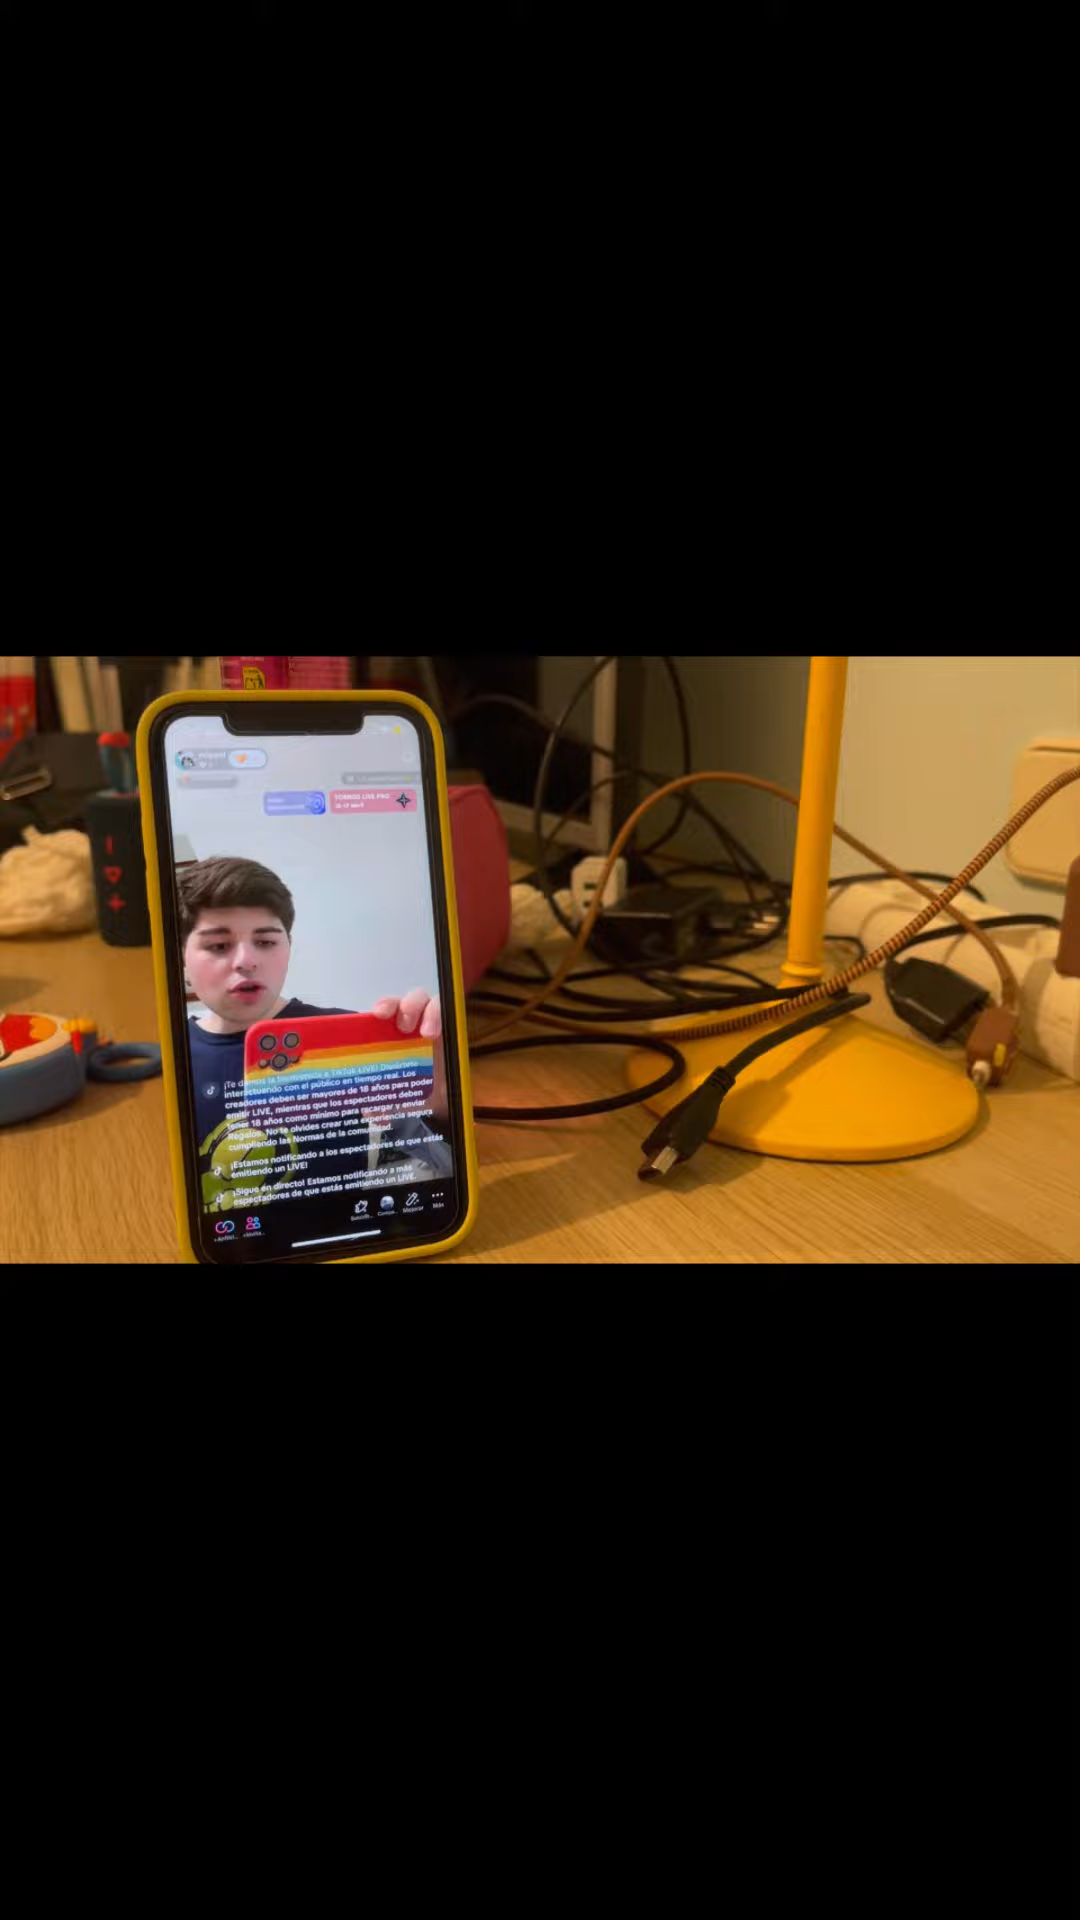 TORNOS LIVE PRO
¡Te damos la bienvenida a TikTok LIVE! Diviértete
interactuando con el público en tiempo real. Los
creadores deben ser mayores de 18 años para poder
emitir LIVE, mientras que los espectadores deben
tener 18 años como mínimo para recargar y enviar
Regalos. No te olvides crear una experiencia segura
cumpliendo las Normas de la comunidad.
¡Estamos notificando a los espectadores de que estás
emitiendo un LIVE!
¡Sigue en directo! Estamos notificando a más
espectadores de que estás emitiendo un LIVE.
Mejorar
Más